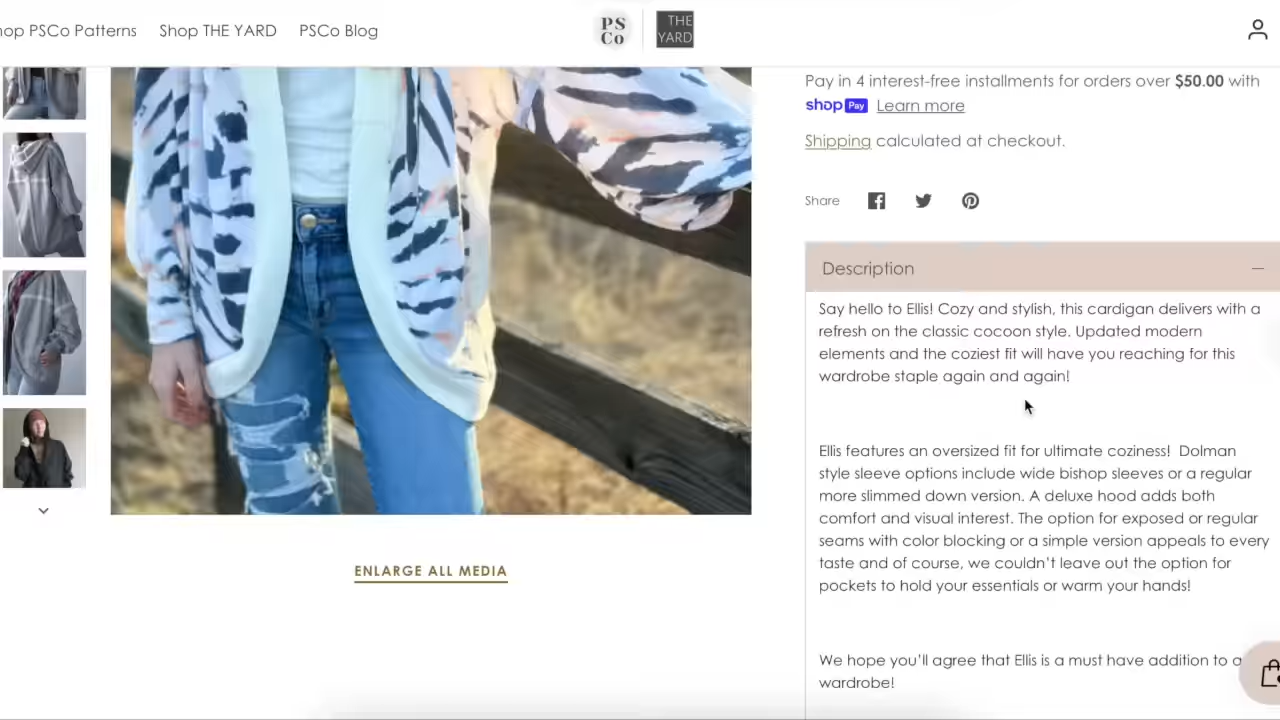 hop PSCo Patterns Shop THE YARD PSCo Blog
PS
Co
THE
YARD
Pay in 4 interest-free installments for orders over $50.00 with
shop Pay Learn more
Shipping calculated at checkout.
Share
Description
Say hello to Ellis! Cozy and stylish, this cardigan delivers with a
refresh on the classic cocoon style. Updated modern
elements and the coziest fit will have you reaching for this
wardrobe staple again and again!
Ellis features an oversized fit for ultimate coziness! Dolman
style sleeve options include wide bishop sleeves or a regular
more slimmed down version. A deluxe hood adds both
comfort and visual interest. The option for exposed or regular
seams with color blocking or a simple version appeals to every
taste and of course, we couldn't leave out the option for
pockets to hold your essentials or warm your hands!
ENLARGE ALL MEDIA
We hope you'll agree that Ellis is a must have addition to
wardrobe!